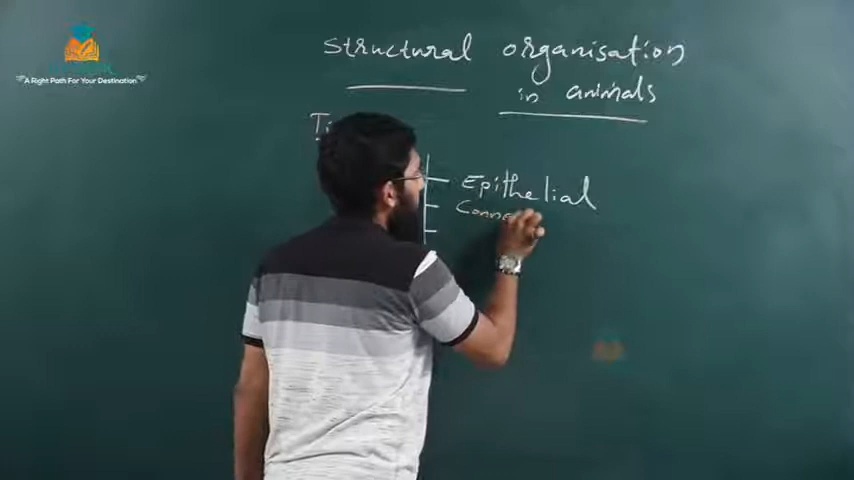 Structural organisation
in animals
Epithelial
A Right Path For Your Destination